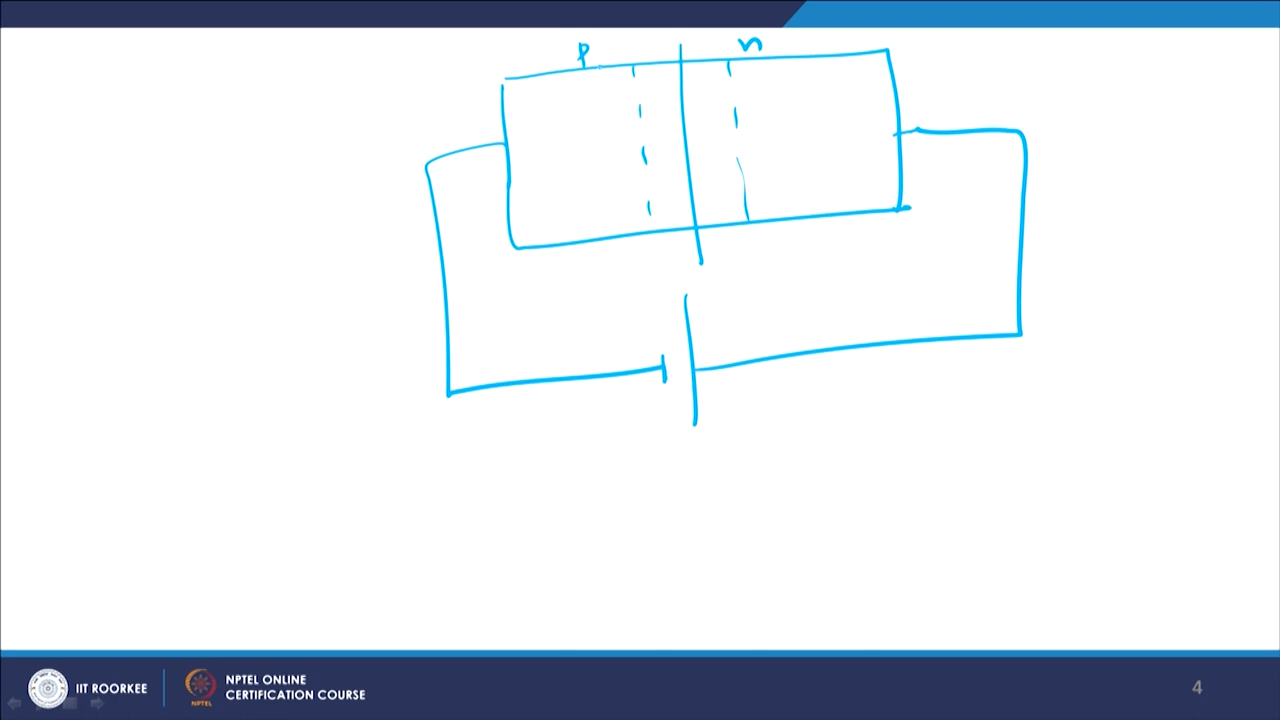 p n
IIT ROORKEE
NPTEL ONLINE
CERTIFICATION COURSE
NPTEL
4